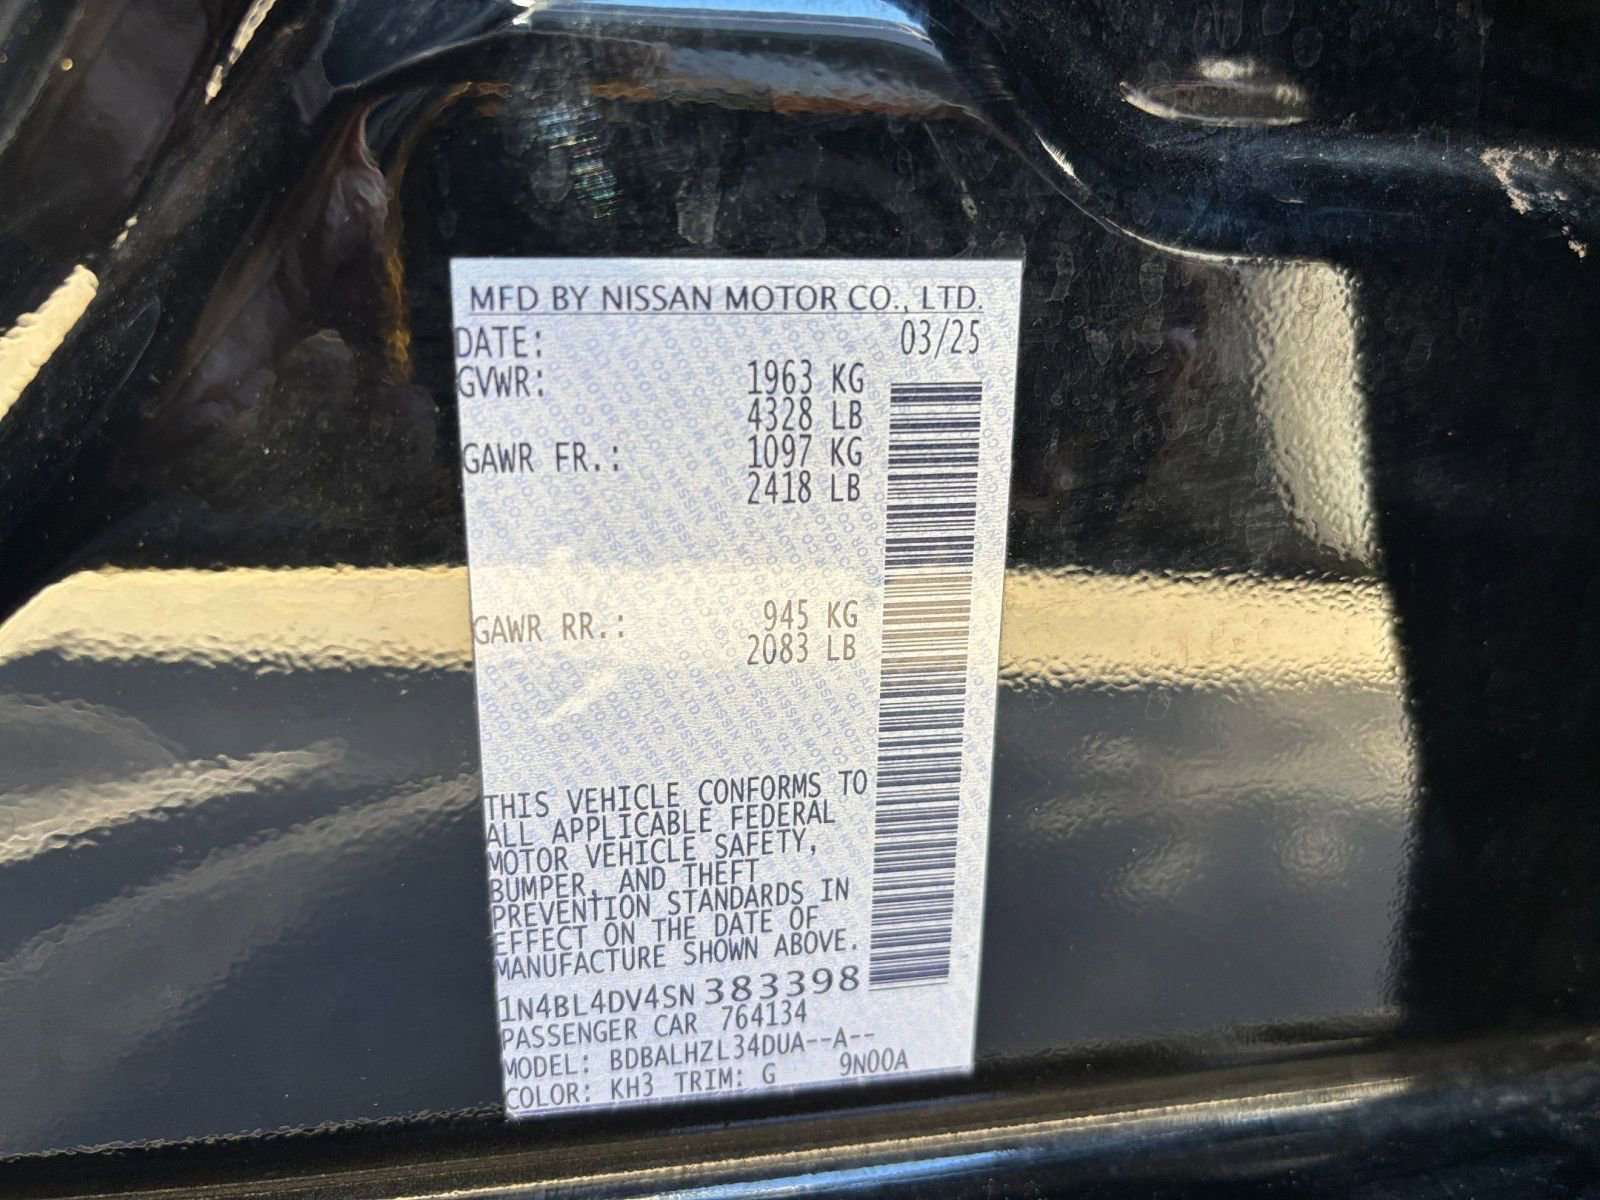 MFD BY NISSAN MOTOR CO., LTD.
DATE: 03/25
GVWR: 1963 KG
4328 LB
GAWR FR.: 1097 KG
2418 LB
GAWR RR.: 945 KG
2083 LB
THIS VEHICLE CONFORMS TO
ALL APPLICABLE FEDERAL
MOTOR VEHICLE SAFETY,
BUMPER, AND THEFT
PREVENTION STANDARDS IN
EFFECT ON THE DATE OF
MANUFACTURE SHOWN ABOVE.
1N4BL4DV4SN383398
PASSENGER CAR 764134
MODEL: BDBALHZL34DUA--A--
COLOR: KH3 TRIM: G 9N00A